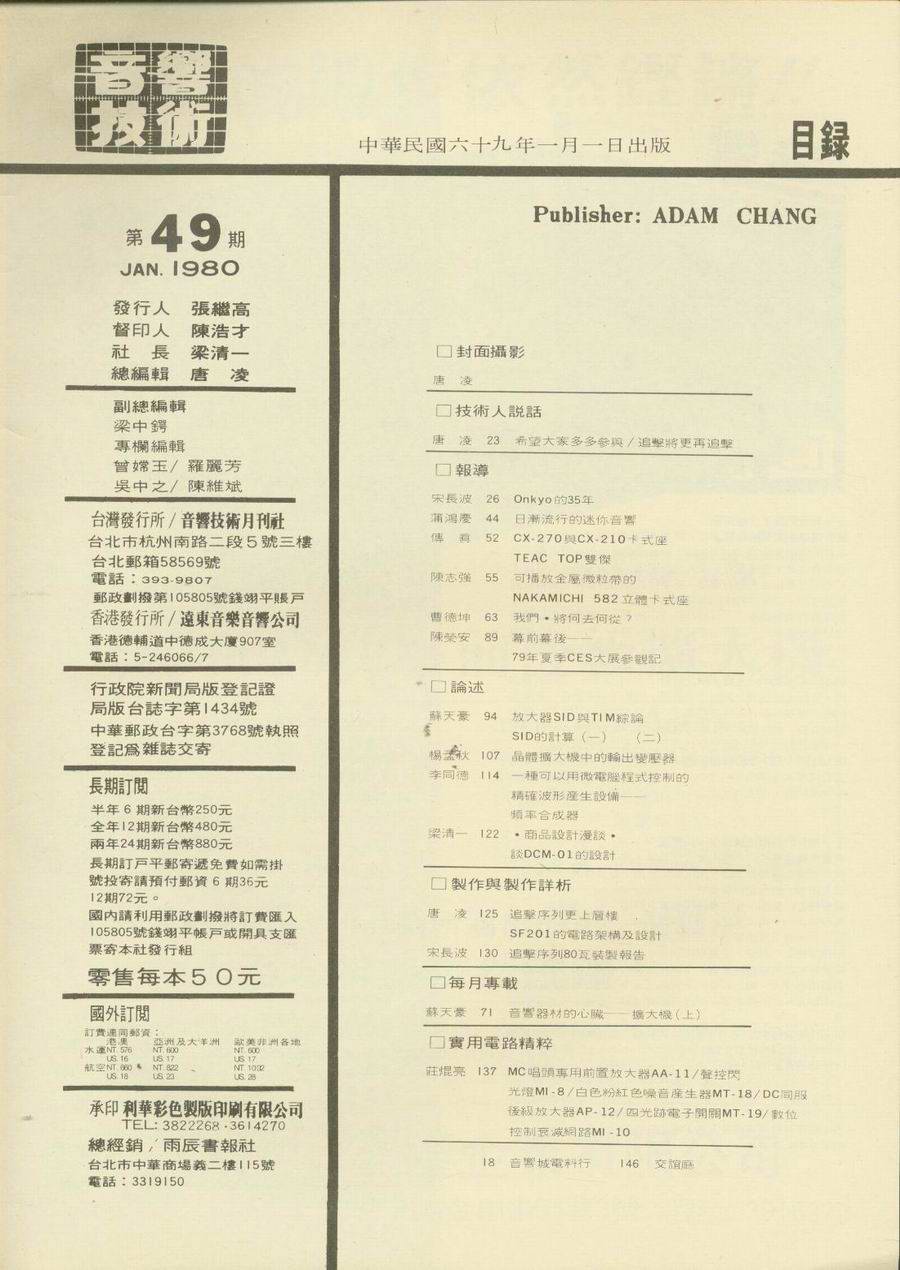 音響
技術
中華民國六十九年一月一日出版
目錄
第49期
JAN. 1980
發行人 張繼高
督印人 陳浩才
社長 梁清一
總編輯 唐凌
副總編輯
梁中鍔
專欄編輯
曾嫦玉/ 羅麗芳
吳中之/ 陳維斌
台灣發行所/音響技術月刊社
台北市杭州南路二段5號三樓
台北郵箱58569號
電話：393-9807
郵政劃撥第105805號錢翊平賬戶
香港發行所/遠東音樂音響公司
香港德輔道中德成大廈907室
電話：5-246066/7
行政院新聞局版登記證
局版台誌字第1434號
中華郵政台字第3768號執照
登記為雜誌交寄
長期訂閱
半年6期新台幣250元
全年12期新台幣480元
兩年24期新台幣880元
長期訂戶平郵寄遞免費如需掛
號投寄請預付郵資6期36元
12期72元。
國內請利用郵政劃撥將訂費匯入
105805號錢翊平帳戶或開具支匯
票寄本社發行組
零售每本50元
國外訂閱
訂費連同郵資：
港澳 亞洲及大洋洲 歐美非洲各地
水運NT.576 NT.600 NT.600
US.16 US.17 US.17
航空NT.660 NT.822 NT.1032
US.18 US.23 US.28
承印利華彩色製版印刷有限公司
TEL: 3822268·3614270
總經銷/雨辰書報社
台北市中華商場義二樓115號
電話：3319150
Publisher: ADAM CHANG
□封面攝影
唐凌
□技術人説話
唐凌 23 希望大家多多參與/追擊將更再追擊
□報導
宋長波 26 Onkyo的35年
蒲鴻慶 44 日漸流行的迷你音響
傅 52 CX-270與CX-210卡式座
TEAC TOP雙傑
陳志強 55 可播放金屬微粒帶的
NAKAMICHI 582立體卡式座
曹德坤 63 我們·將何去何從？
陳榮安 89 幕前幕後——
79年夏季CES大展參觀記
□論述
蘇天豪 94 放大器SID與TIM綜論
SID的計算（一） （二）
楊孟秋 107 晶體擴大機中的輸出變壓器
李同德 114 一種可以用微電腦程式控制的
精確波形産生設備——
頻率合成器
梁清一 122 ·商品設計漫談·
談DCM-01的設計
□製作與製作詳析
唐凌 125 追擊序列更上層樓
SF201的電路架構及設計
宋長波 130 追擊序列80瓦裝製報告
□每月專載
蘇天豪 71 音響器材的心臟——擴大機(上)
□實用電路精粹
莊焜亮 137 MC唱頭専用前置放大器AA-11/聲控閃
光燈MI-8/白色粉紅色噪音産生器MT-18/DC伺服
後級放大器AP-12/四光跡電子開關MT-19/數位
控制衰減網路MI-10
18 音響城電料行 146 交誼庭